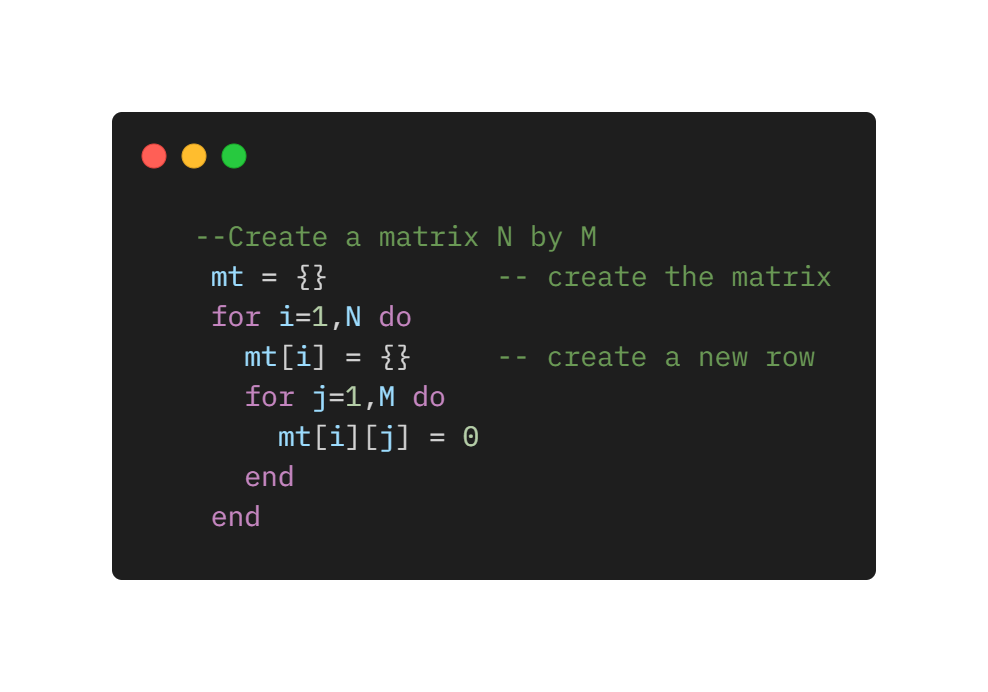 --Create a matrix N by M
mt = {}          -- create the matrix
for i=1,N do
  mt[i] = {}     -- create a new row
  for j=1,M do
    mt[i][j] = 0
  end
end